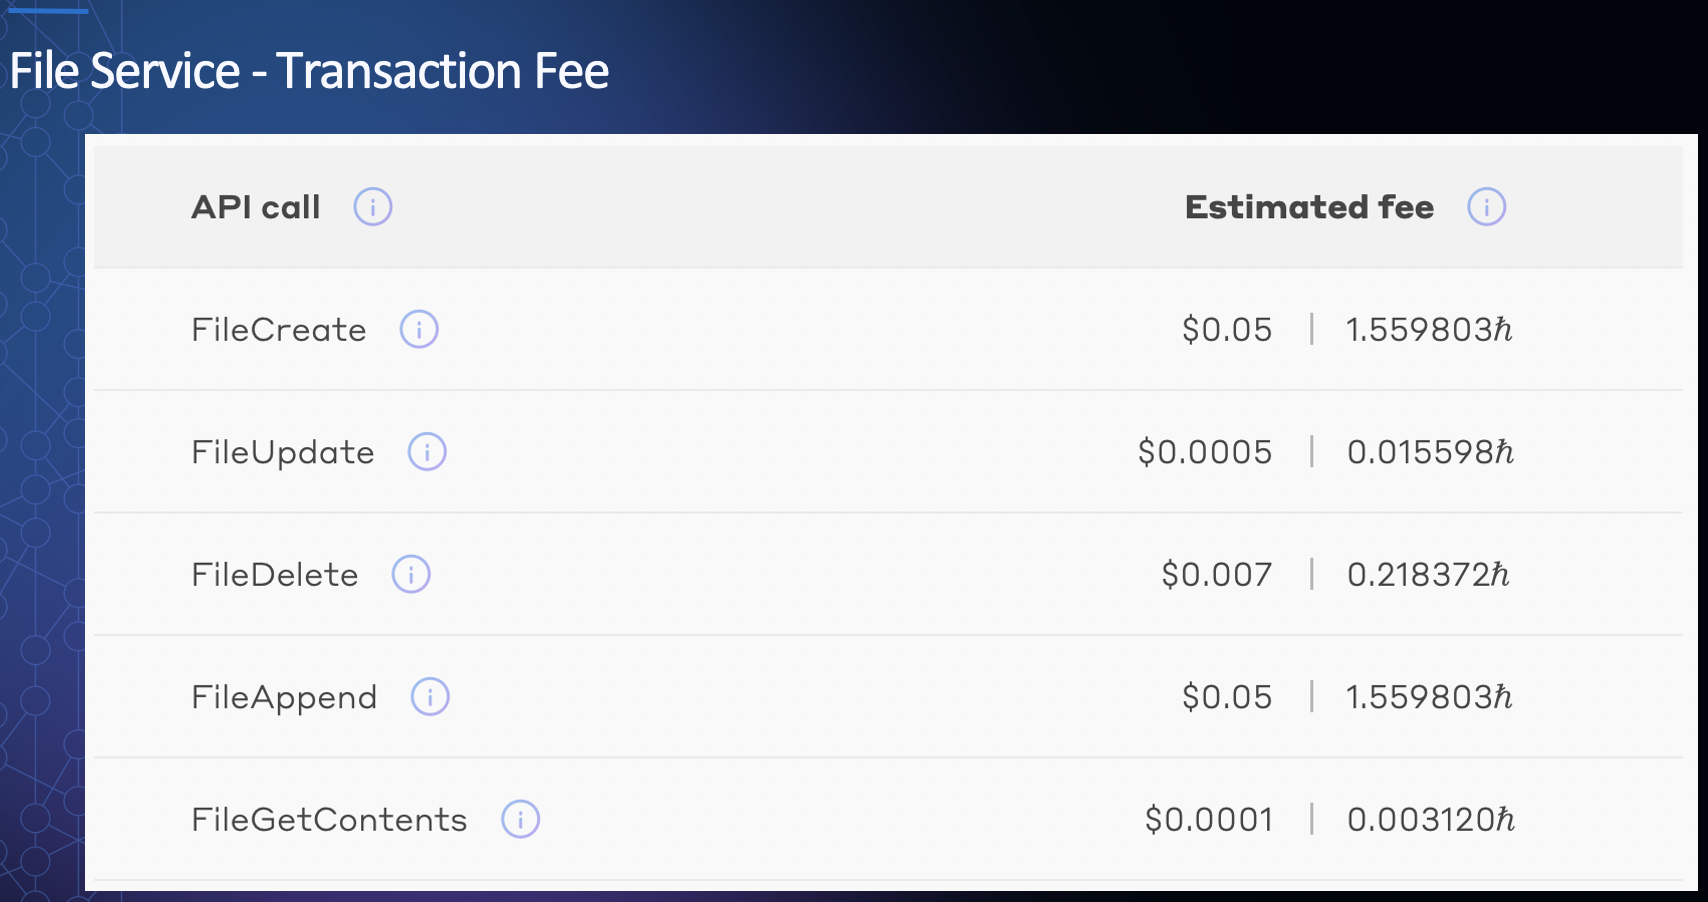 File Service - Transaction Fee
API call Estimated fee
FileCreate $0.05 | 1.559803ℏ
FileUpdate $0.0005 | 0.015598ℏ
FileDelete $0.007 | 0.218372ℏ
FileAppend $0.05 | 1.559803ℏ
FileGetContents $0.0001 | 0.003120ℏ